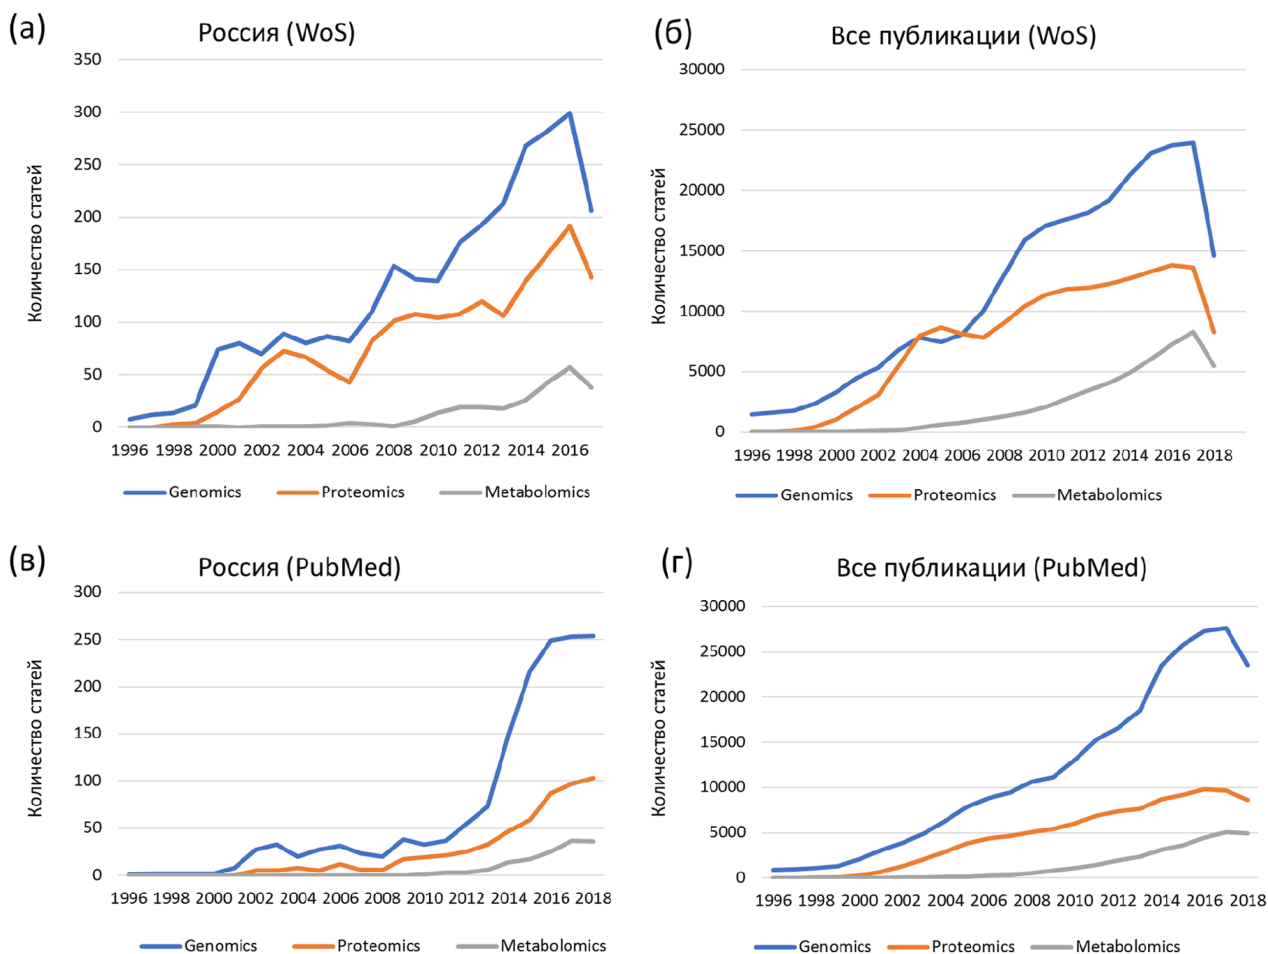 (а)
Россия (WoS)
350
300
250
200
150
100
50
0
Количество статей
1996 1998 2000 2002 2004 2006 2008 2010 2012 2014 2016
Genomics Proteomics Metabolomics
(б)
Все публикации (WoS)
30000
25000
20000
15000
10000
5000
0
Количество статей
1996 1998 2000 2002 2004 2006 2008 2010 2012 2014 2016 2018
Genomics Proteomics Metabolomics
(в)
Россия (PubMed)
300
250
200
150
100
50
0
Количество статей
1996 1998 2000 2002 2004 2006 2008 2010 2012 2014 2016 2018
Genomics Proteomics Metabolomics
(г)
Все публикации (PubMed)
30000
25000
20000
15000
10000
5000
0
Количество статей
1996 1998 2000 2002 2004 2006 2008 2010 2012 2014 2016 2018
Genomics Proteomics Metabolomics